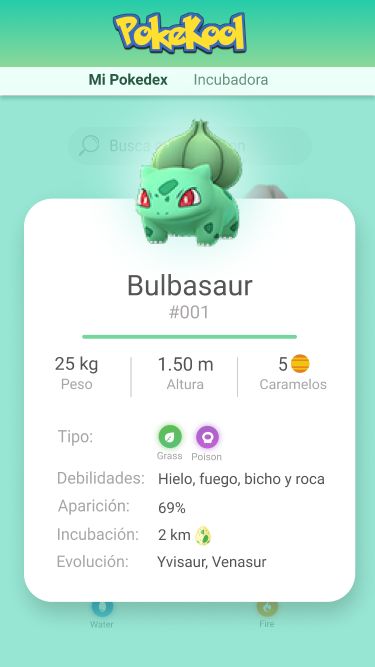 PokeKool
Mi Pokedex Incubadora
Busca
Bulbasaur
#001
25 kg 1.50 m 5
Peso Altura Caramelos
Tipo:
Grass Poison
Debilidades: Hielo, fuego, bicho y roca
Aparición: 69%
Incubación: 2 km
Evolución: Yvisaur, Venasur
Water Fire